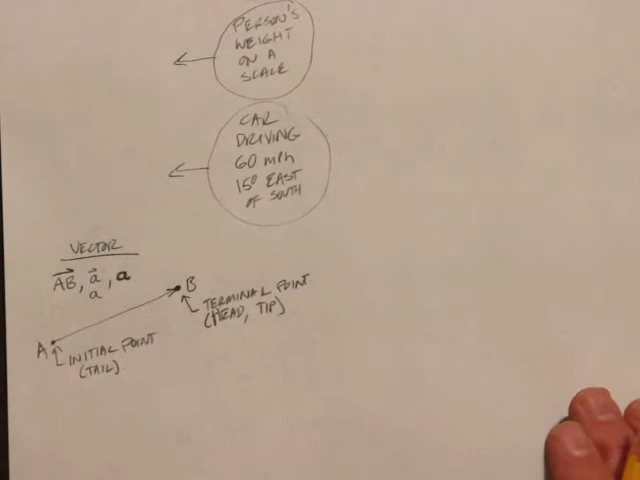 PERSON'S
WEIGHT
ON A
SCALE
CAR
DRIVING
60 mph
15° EAST
OF SOUTH
VECTOR
AB, a, a
a
B
TERMINAL POINT
(HEAD, TIP)
A
INITIAL POINT
(TAIL)